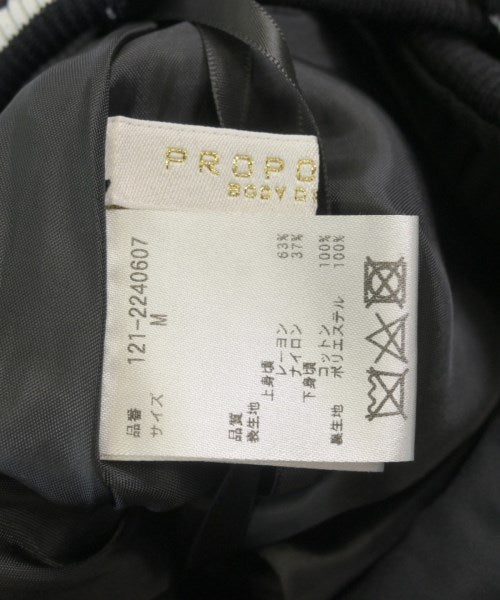 PROPO
BODY D
品番 121-2240607
サイズ M
品質
表生地
上身頃 レーヨン 63%
ナイロン 37%
下身頃 コットン 100%
裏生地 ポリエステル 100%